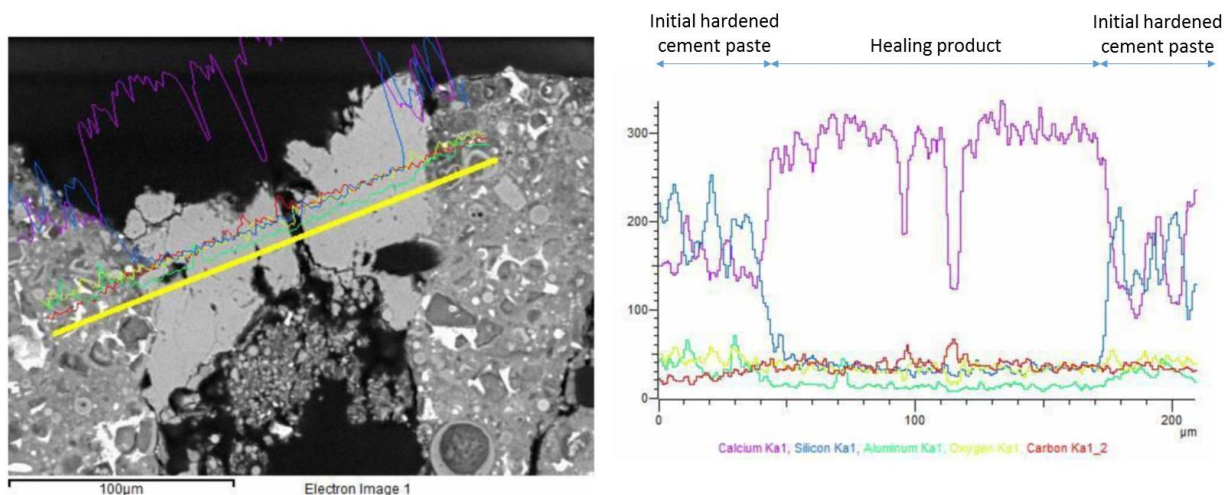 Initial hardened
cement paste
Healing product
Initial hardened
cement paste
300
200
100
0
0
100
200
µm
Calcium Ka1, Silicon Ka1, Aluminum Ka1, Oxygen Ka1, Carbon Ka1_2
100µm
Electron Image 1